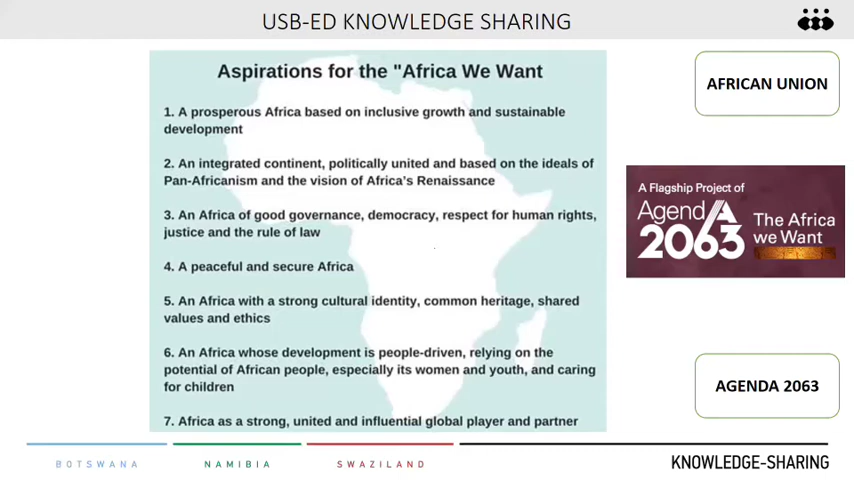 USB-ED KNOWLEDGE SHARING
Aspirations for the "Africa We Want
1. A prosperous Africa based on inclusive growth and sustainable
development
2. An integrated continent, politically united and based on the ideals of
Pan-Africanism and the vision of Africa's Renaissance
3. An Africa of good governance, democracy, respect for human rights,
justice and the rule of law
4. A peaceful and secure Africa
5. An Africa with a strong cultural identity, common heritage, shared
values and ethics
6. An Africa whose development is people-driven, relying on the
potential of African people, especially its women and youth, and caring
for children
7. Africa as a strong, united and influential global player and partner
AFRICAN UNION
A Flagship Project of
AgendA
2063
The Africa
we Want
AGENDA 2063
BOTSWANA
NAMIBIA
SWAZILAND
KNOWLEDGE-SHARING